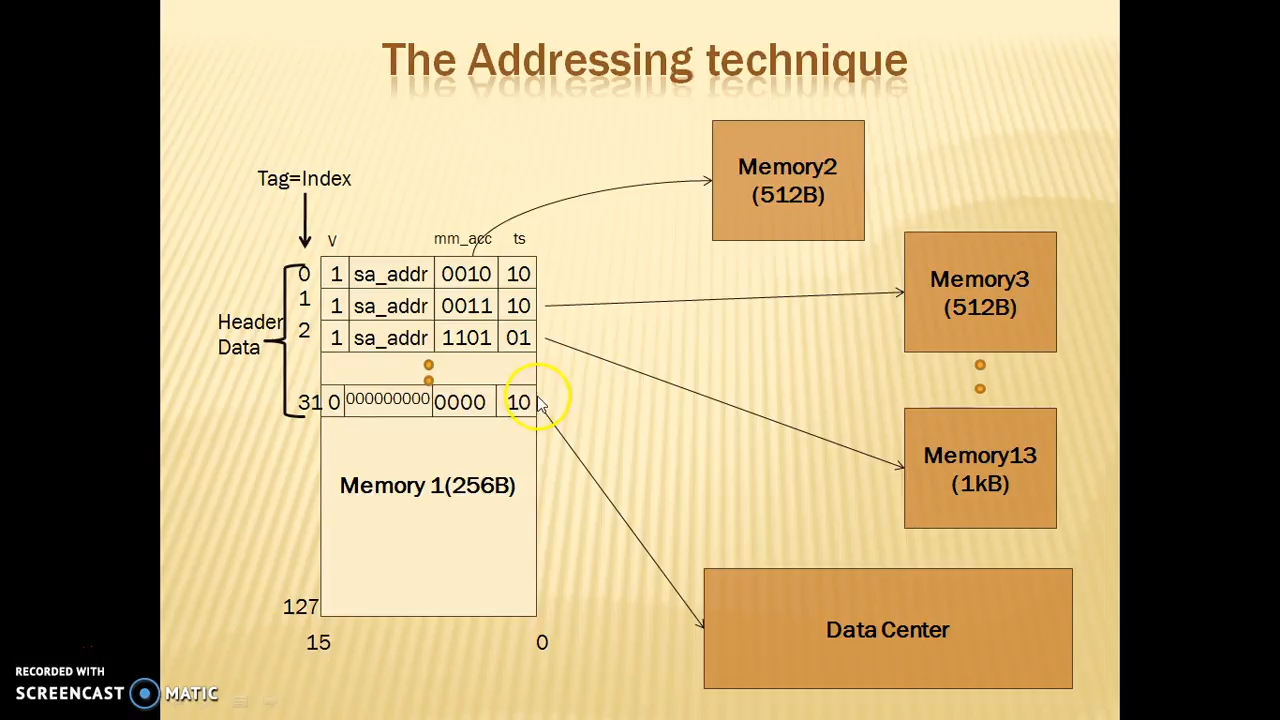 The Addressing technique
Memory2
(512B)
Tag=Index
V mm_acc ts
0 1 sa_addr 0010 10
1 1 sa_addr 0011 10
2 1 sa_addr 1101 01
Header
Data
31 0 000000000 0000 10
Memory3
(512B)
Memory13
(1kB)
Memory 1(256B)
127
15 0
Data Center
RECORDED WITH
SCREENCAST MATIC